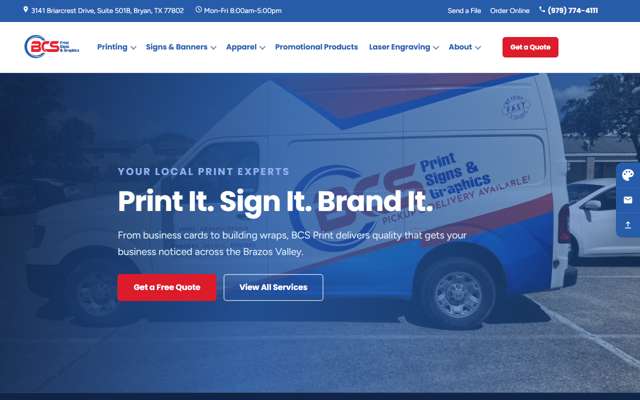 3141 Briarcrest Drive, Suite 501B, Bryan, TX 77802
Mon-Fri 8:00am-5:00pm
Send a File
Order Online
(979) 774-4111
BCS Print Signs & Graphics
Printing
Signs & Banners
Apparel
Promotional Products
Laser Engraving
About
Get a Quote
YOUR LOCAL PRINT EXPERTS
Print It. Sign It. Brand It.
From business cards to building wraps, BCS Print delivers quality that gets your
business noticed across the Brazos Valley.
Get a Free Quote
View All Services
BCS
Print
Signs &
Graphics
PICKUP DELIVERY AVAILABLE!
FAST